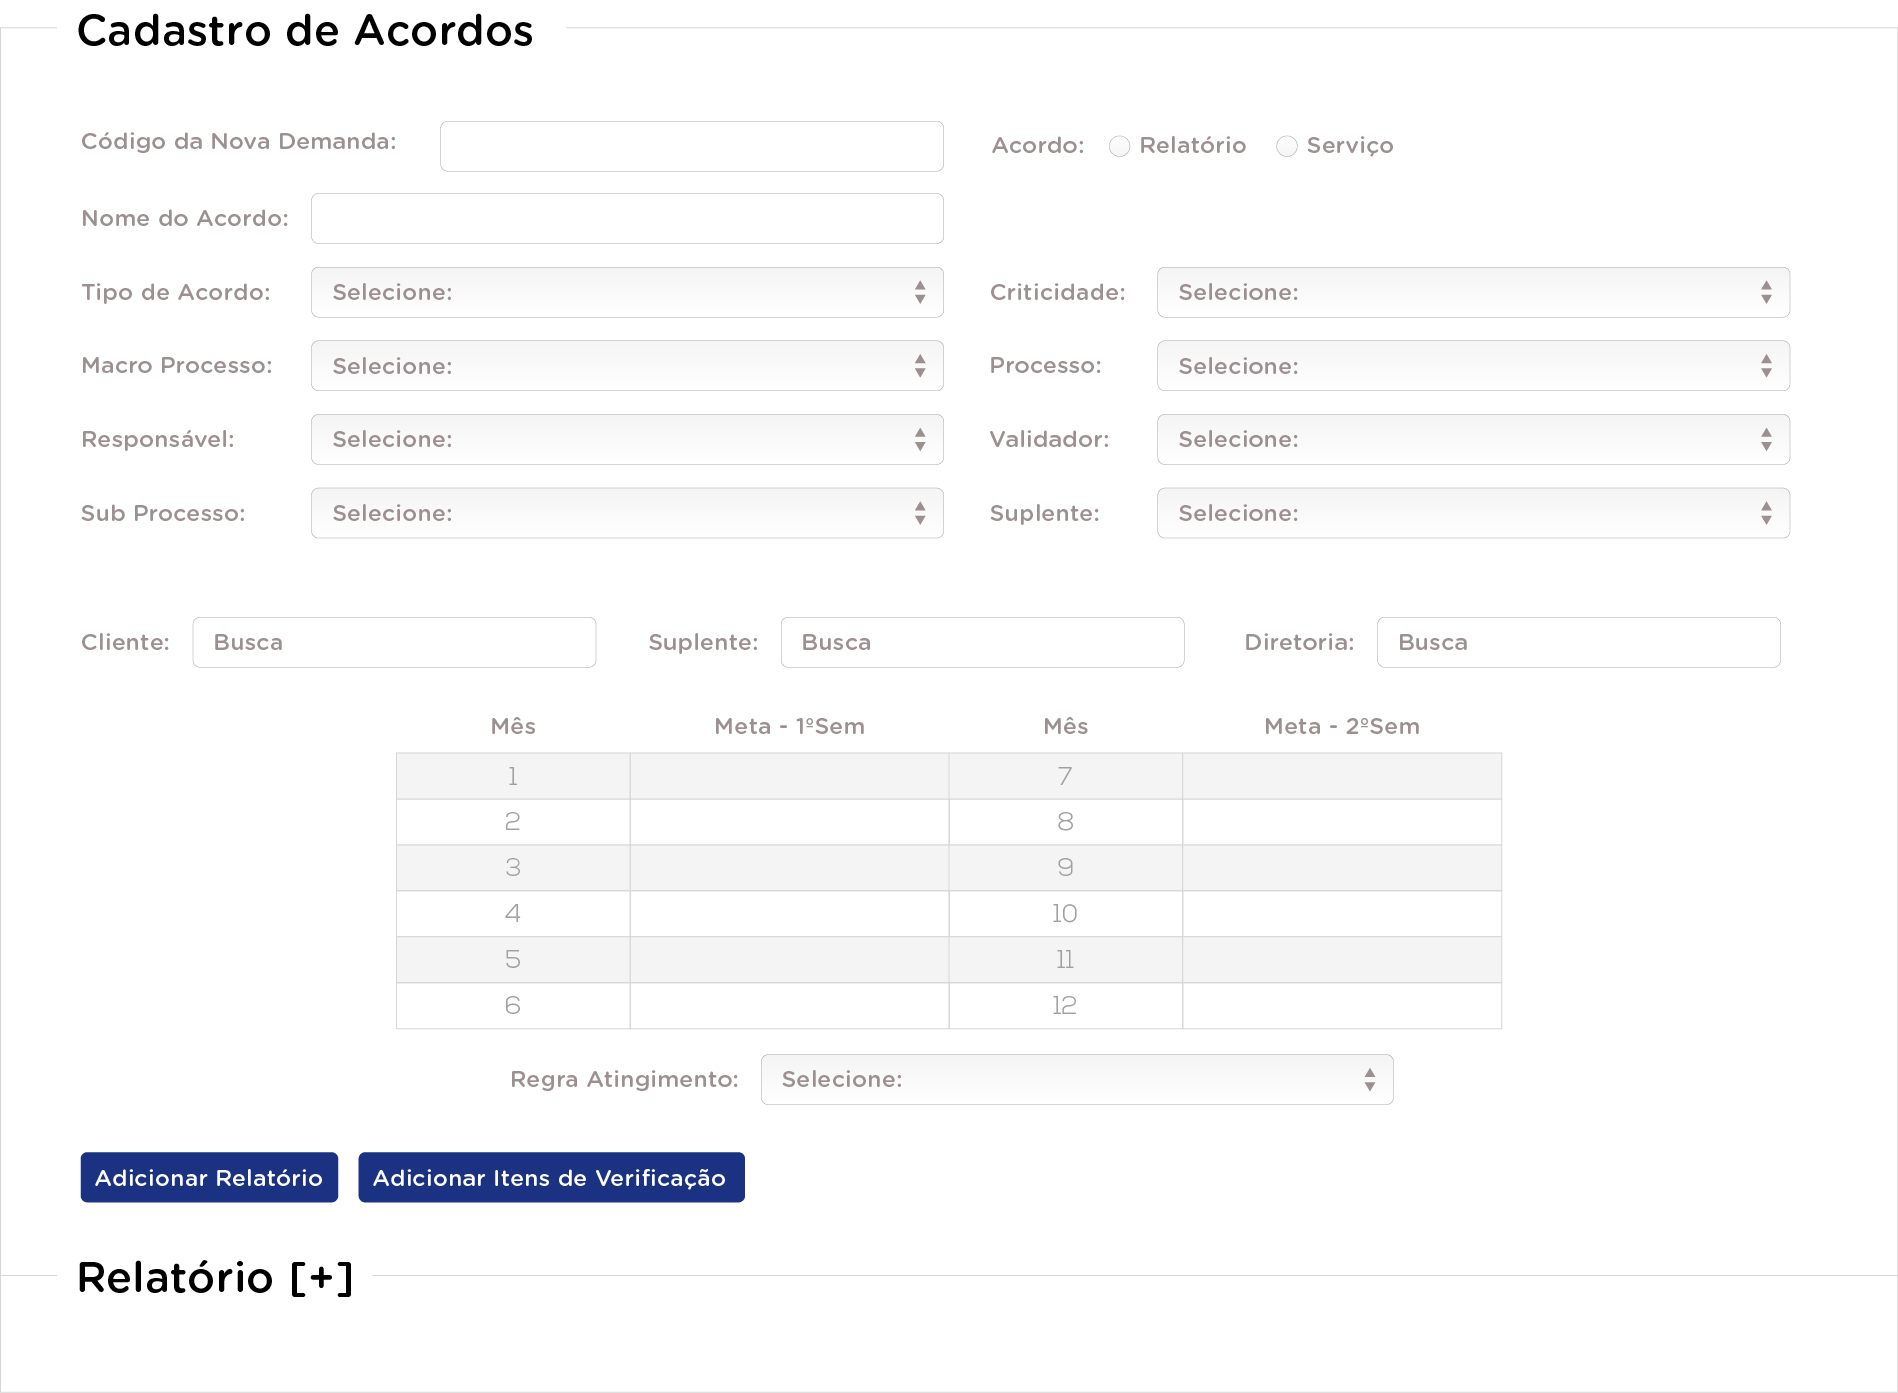 Cadastro de Acordos
Código da Nova Demanda:
Acordo: Relatório Serviço
Nome do Acordo:
Tipo de Acordo: Selecione: Criticidade: Selecione:
Macro Processo: Selecione: Processo: Selecione:
Responsável: Selecione: Validador: Selecione:
Sub Processo: Selecione: Suplente: Selecione:
Cliente: Busca Suplente: Busca Diretoria: Busca
Mês Meta - 1ºSem Mês Meta - 2ºSem
1 7
2 8
3 9
4 10
5 11
6 12
Regra Atingimento: Selecione:
Adicionar Relatório Adicionar Itens de Verificação
Relatório [+]